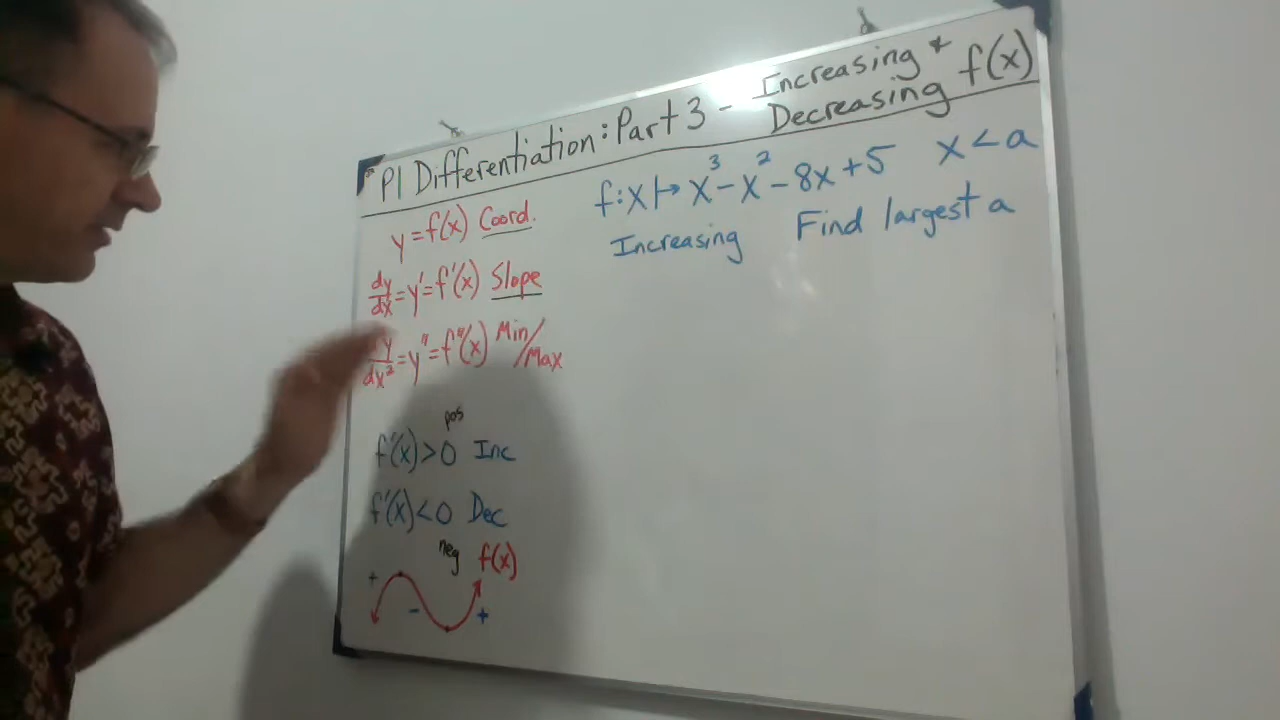 P1 Differentiation: Part 3 - Increasing + Decreasing f(x)
y = f(x) Coord.
dy/dx = y' = f'(x) Slope
y/dx² = y" = f"(x) Min/Max
f'(x) > 0 Inc
pos
f'(x) < 0 Dec
neg
f(x)
+
-
+
f: x ↦ x³ - x² - 8x + 5 x < a
Increasing Find largest a